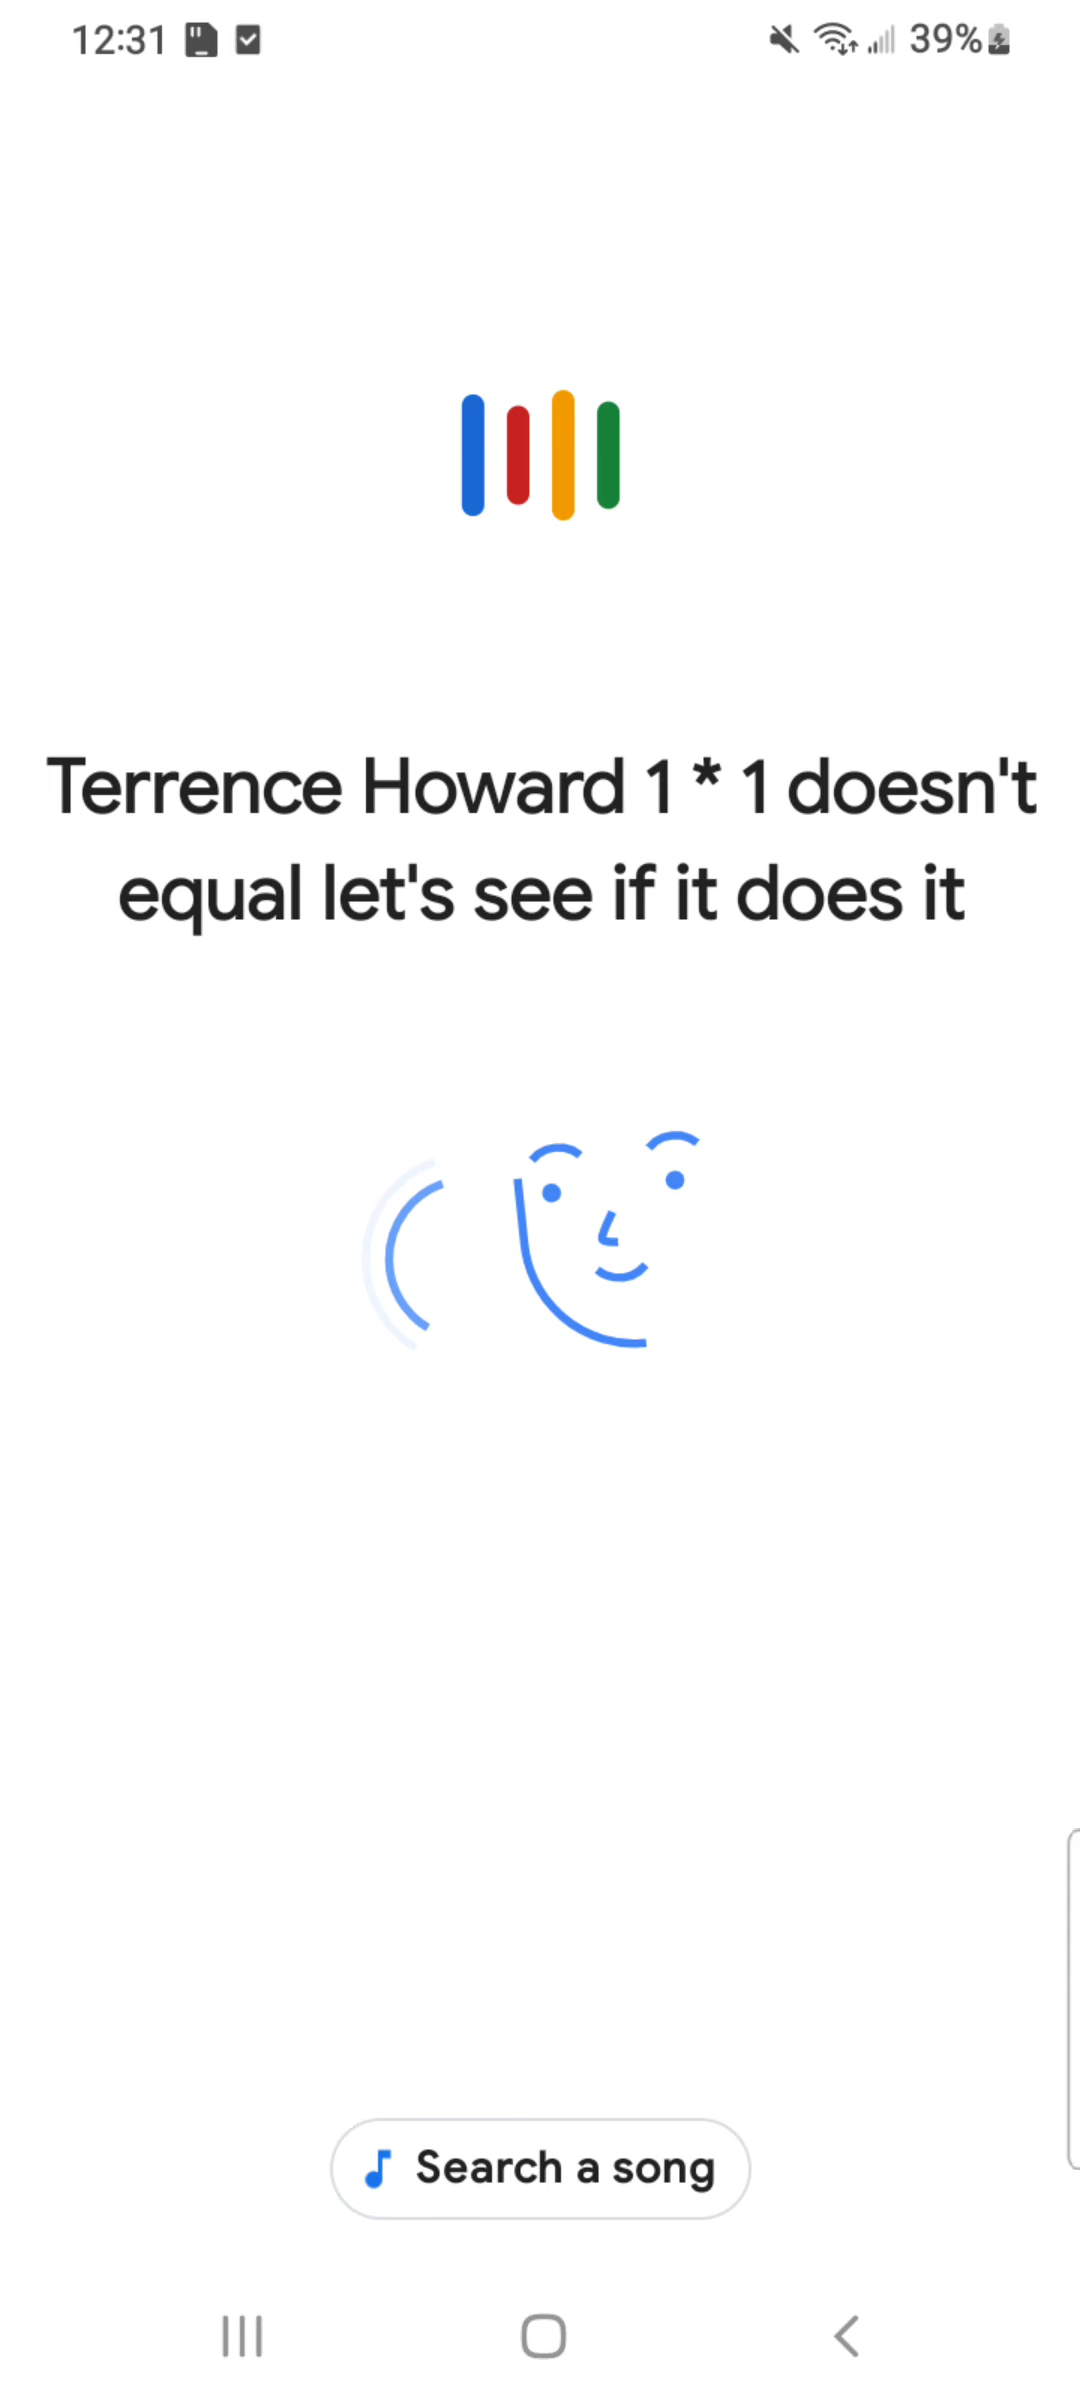 12:31
39%
Terrence Howard 1 * 1 doesn't
equal let's see if it does it
Search a song